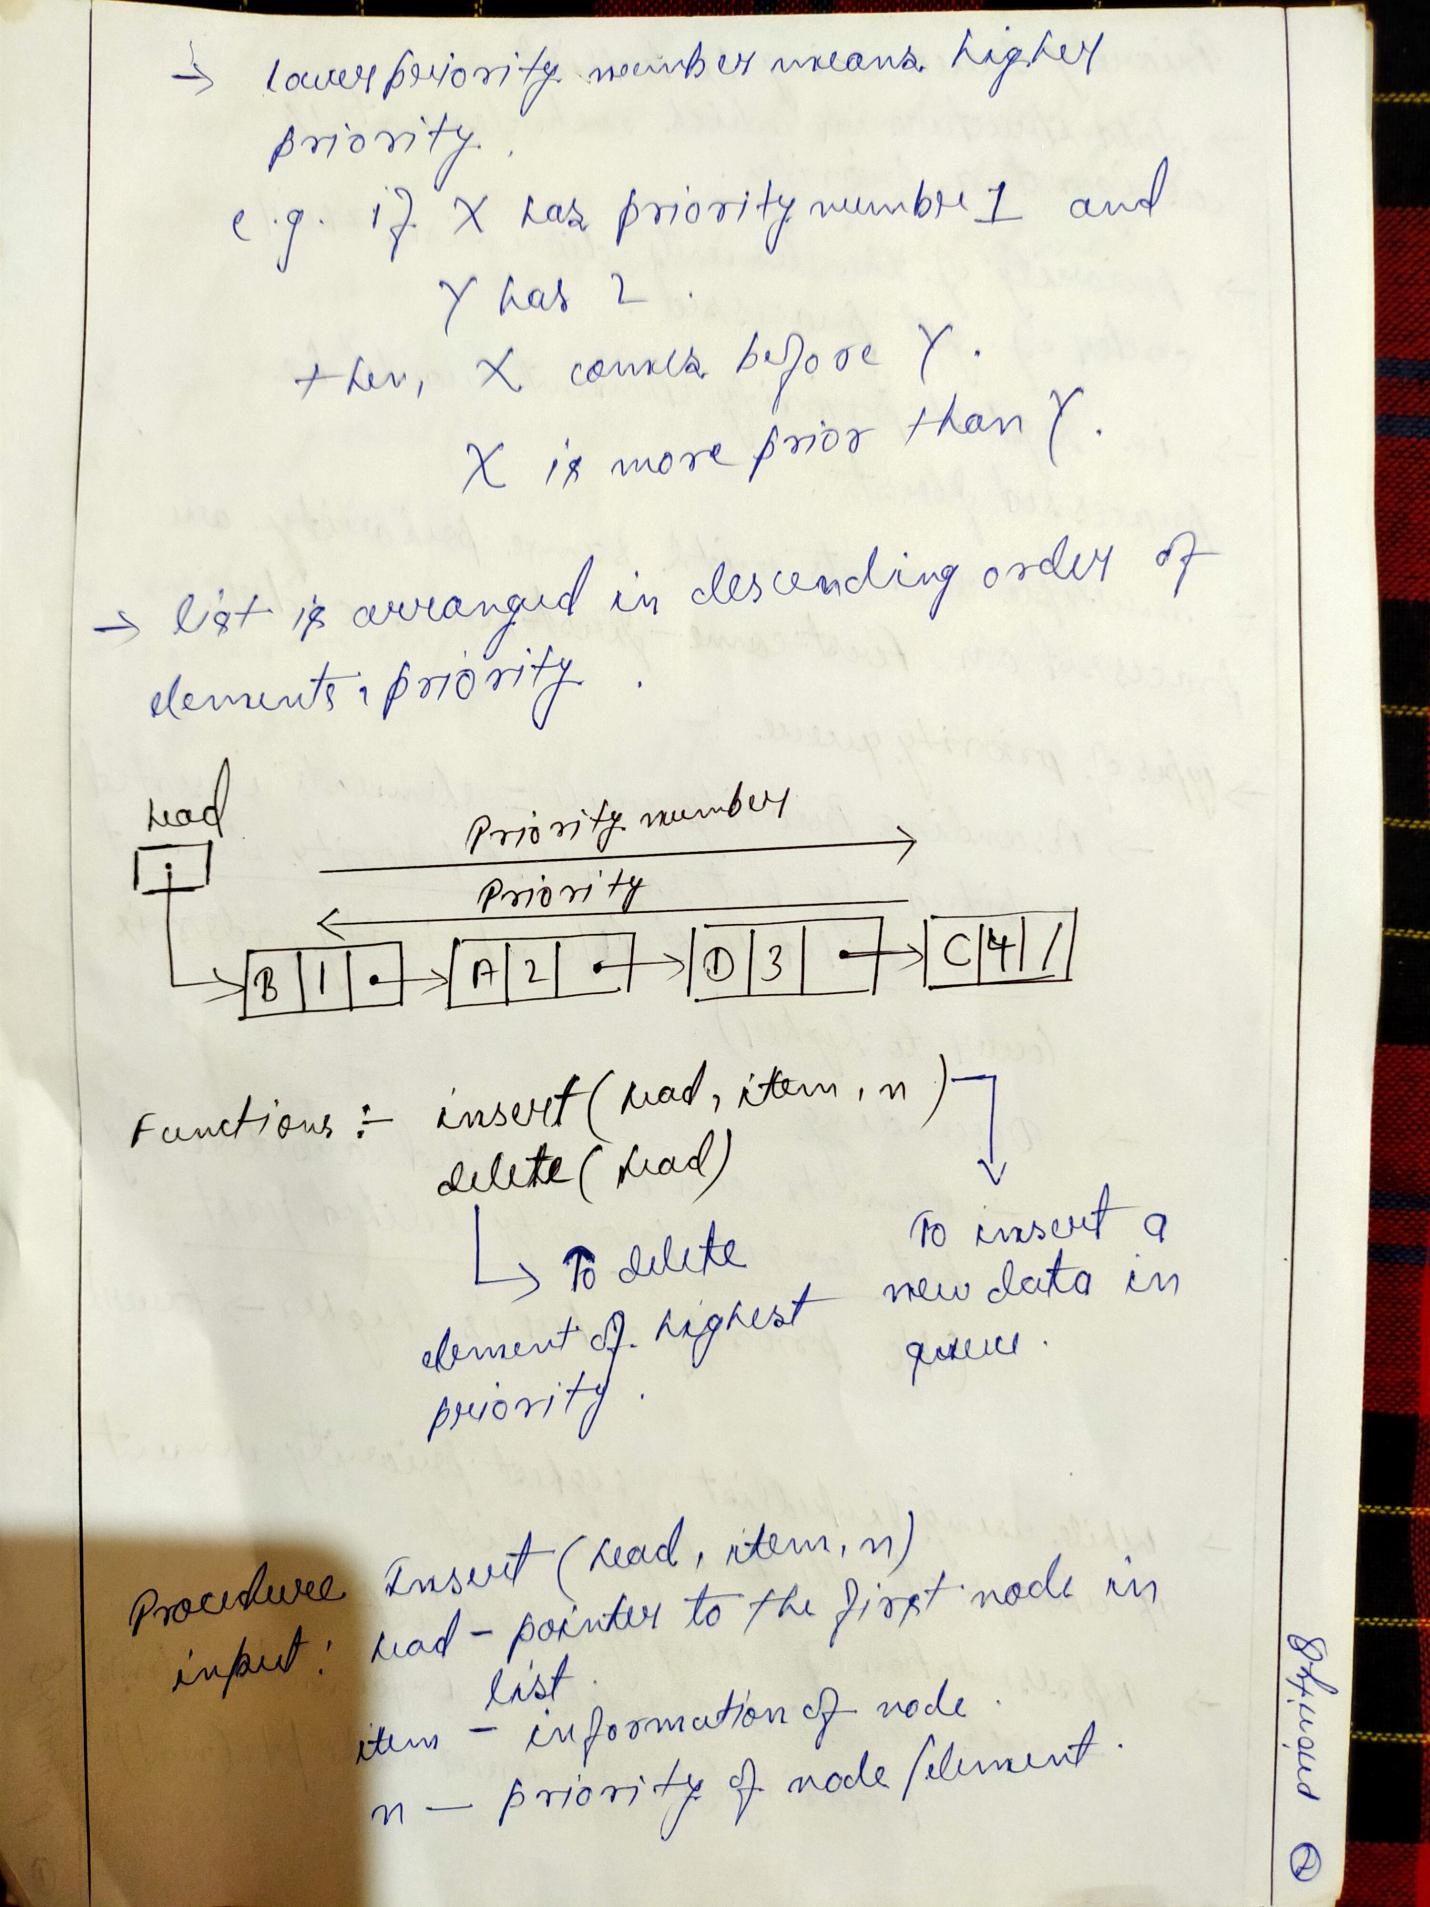 → lower priority number means higher
priority.
e.g. if X has priority number 1 and
Y has 2.
then, X comes before Y.
X is more prior than Y.
→ list is arranged in descending order of
elements' priority.
head
Priority number
Priority
B 1 A 2 D 3 C 4 /
Functions :- insert(head, item, n)
delete(head)
To delete
element of highest
priority.
To insert a
new data in
queue.
Procedure Insert (head, item, n)
input: head - pointer to the first node in
list.
item - information of node.
n - priority of node/element.
priority Q
2